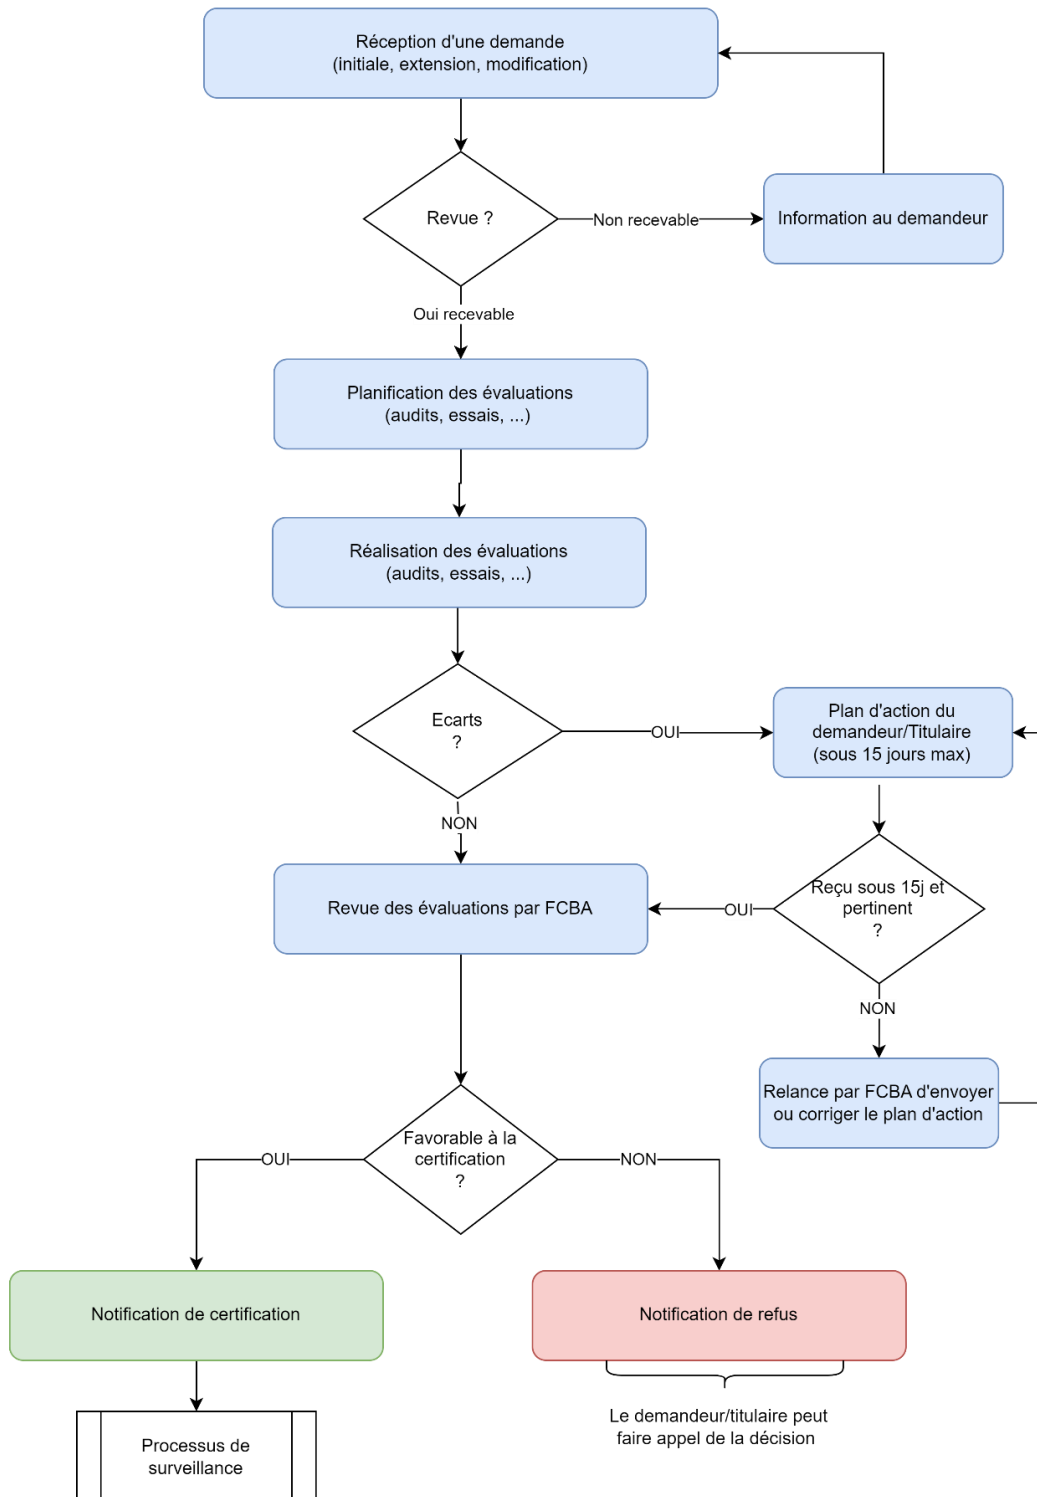 Réception d'une demande
(initiale, extension, modification)
Revue ?
Non recevable
Information au demandeur
Oui recevable
Planification des évaluations
(audits, essais, ...)
Réalisation des évaluations
(audits, essais, ...)
Ecarts
?
OUI
Plan d'action du
demandeur/Titulaire
(sous 15 jours max)
NON
Reçu sous 15j et
pertinent
?
OUI
Revue des évaluations par FCBA
NON
Relance par FCBA d'envoyer
ou corriger le plan d'action
Favorable à la
certification
?
OUI
NON
Notification de certification
Notification de refus
Le demandeur/titulaire peut
faire appel de la décision
Processus de
surveillance